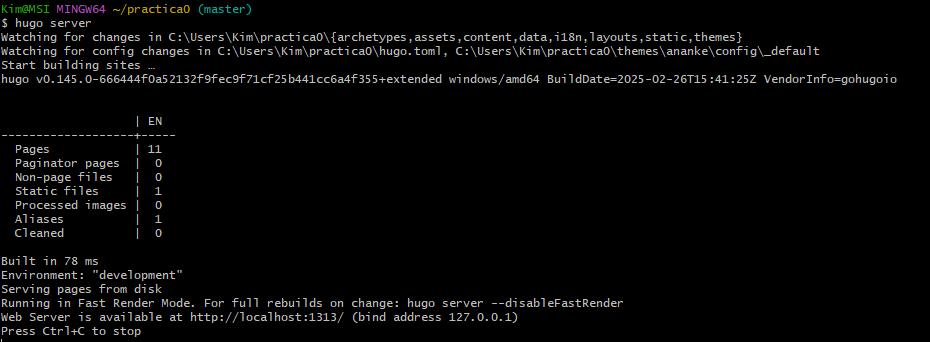 Kim@MSI MINGW64 ~/practica0 (master)
$ hugo server
Watching for changes in C:\Users\Kim\practica0\{archetypes,assets,content,data,i18n,layouts,static,themes}
Watching for config changes in C:\Users\Kim\practica0\hugo.toml, C:\Users\Kim\practica0\themes\ananke\config\_default
Start building sites …
hugo v0.145.0-666444f0a52132f9fec9f71cf25b441cc6a4f355+extended windows/amd64 BuildDate=2025-02-26T15:41:25Z VendorInfo=gohugoio

                   | EN
-------------------+-----
  Pages            | 11
  Paginator pages  |  0
  Non-page files   |  0
  Static files     |  1
  Processed images |  0
  Aliases          |  1
  Cleaned          |  0

Built in 78 ms
Environment: "development"
Serving pages from disk
Running in Fast Render Mode. For full rebuilds on change: hugo server --disableFastRender
Web Server is available at http://localhost:1313/ (bind address 127.0.0.1)
Press Ctrl+C to stop